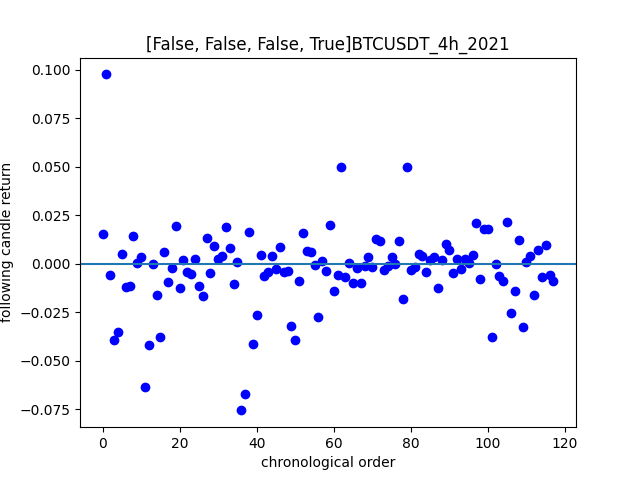 [False, False, False, True]BTCUSDT_4h_2021
following candle return
0.100
0.075
0.050
0.025
0.000
−0.025
−0.050
−0.075
0 20 40 60 80 100 120
chronological order